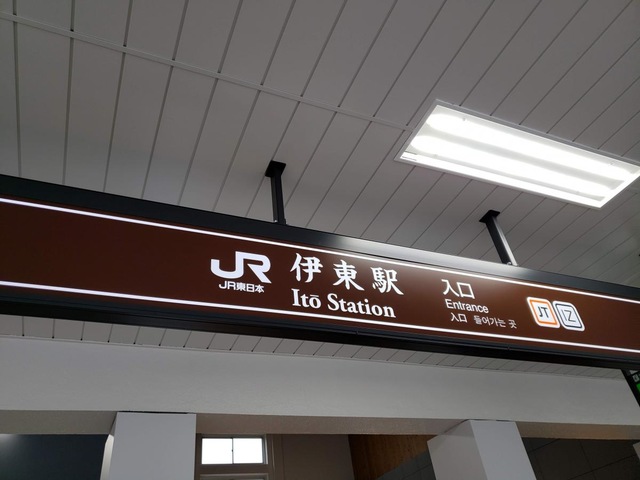 JR
JR東日本
伊東駅
Itō Station
入口
Entrance
入口 들어가는 곳
JT IZ